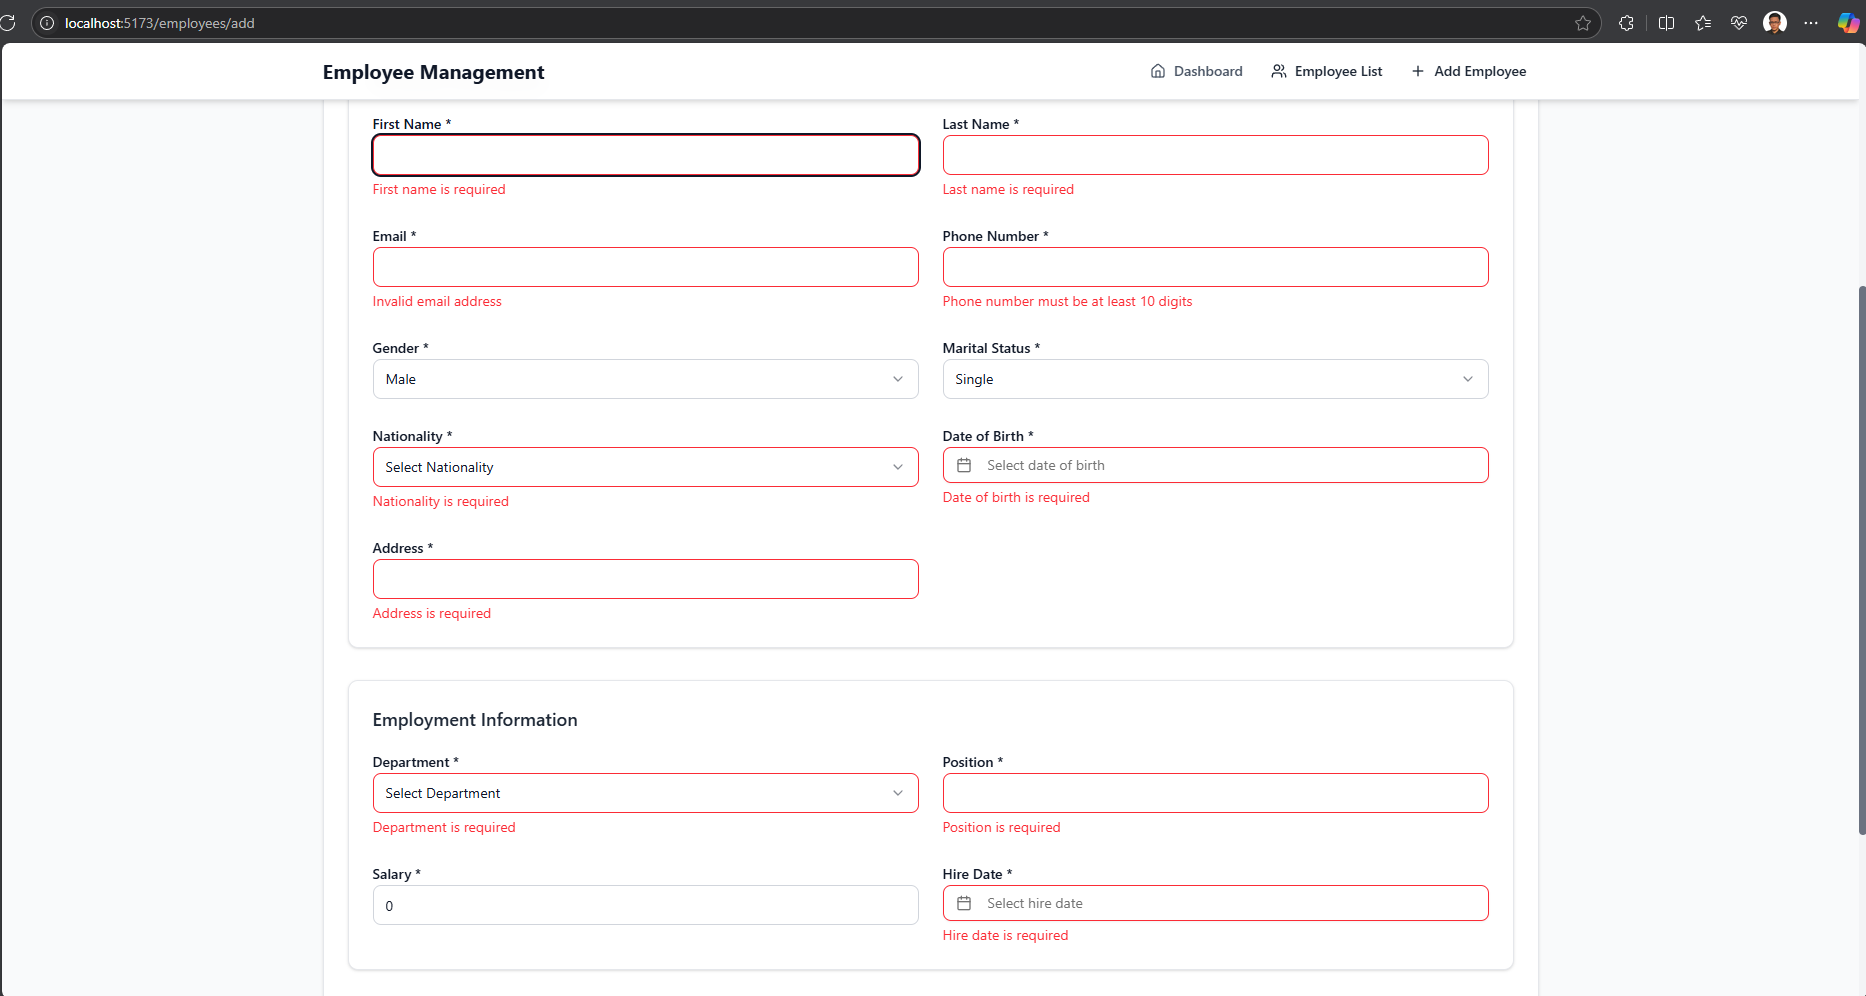 localhost:5173/employees/add
Employee Management
Dashboard
Employee List
Add Employee
First Name *
Last Name *
First name is required
Last name is required
Email *
Phone Number *
Invalid email address
Phone number must be at least 10 digits
Gender *
Marital Status *
Male
Single
Nationality *
Date of Birth *
Select Nationality
Select date of birth
Nationality is required
Date of birth is required
Address *
Address is required
Employment Information
Department *
Position *
Select Department
Department is required
Position is required
Salary *
Hire Date *
0
Select hire date
Hire date is required